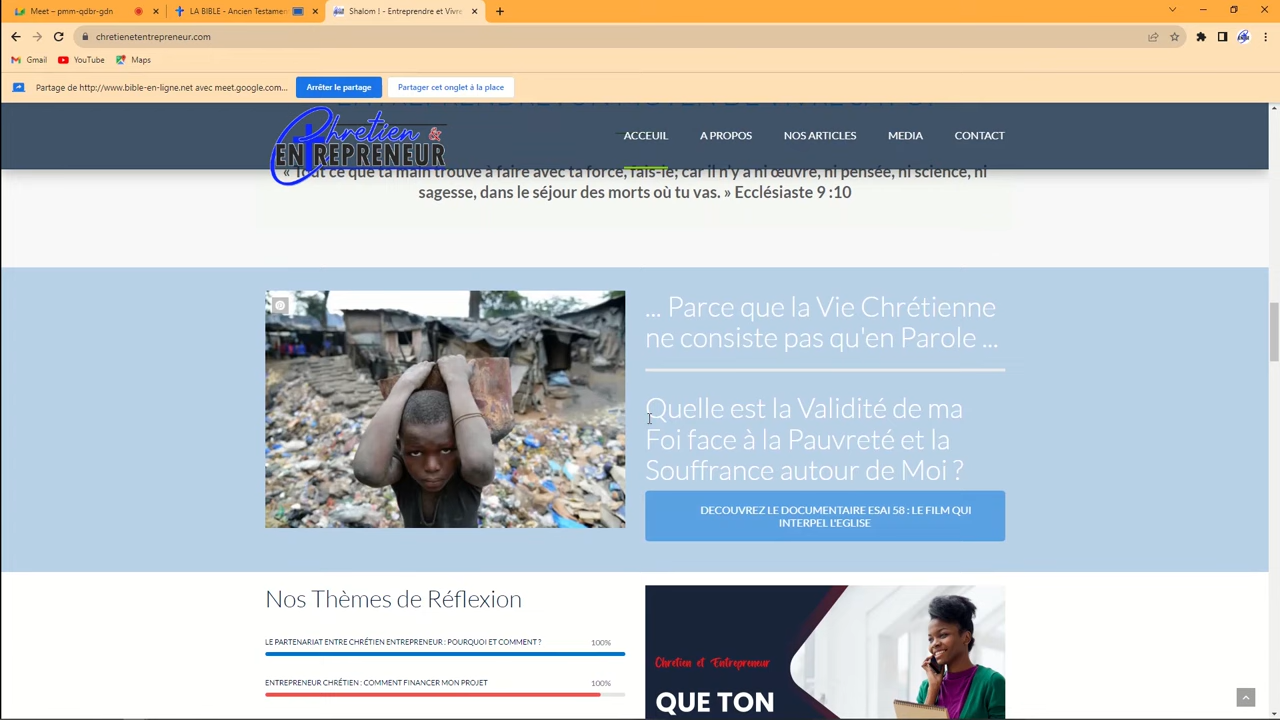 Meet – pmm-qdbr-gdn
LA BIBLE - Ancien Testamen
Shalom ! - Entreprendre et Vivre
chretienetentrepreneur.com
Gmail
YouTube
Maps
Partage de http://www.bible-en-ligne.net avec meet.google.com...
Arrêter le partage
Partager cet onglet à la place
Chretien &
ENTREPRENEUR
ACCEUIL
A PROPOS
NOS ARTICLES
MEDIA
CONTACT
« Tout ce que ta main trouve à faire avec ta force, fais-le; car il n'y a ni œuvre, ni pensée, ni science, ni
sagesse, dans le séjour des morts où tu vas. » Ecclésiaste 9 :10
... Parce que la Vie Chrétienne
ne consiste pas qu'en Parole ...
Quelle est la Validité de ma
Foi face à la Pauvreté et la
Souffrance autour de Moi ?
DECOUVREZ LE DOCUMENTAIRE ESAI 58 : LE FILM QUI
INTERPEL L'EGLISE
Nos Thèmes de Réflexion
LE PARTENARIAT ENTRE CHRÉTIEN ENTREPRENEUR : POURQUOI ET COMMENT ?
100%
ENTREPRENEUR CHRÉTIEN : COMMENT FINANCER MON PROJET
100%
Chretien et Entrepreneur
QUE TON